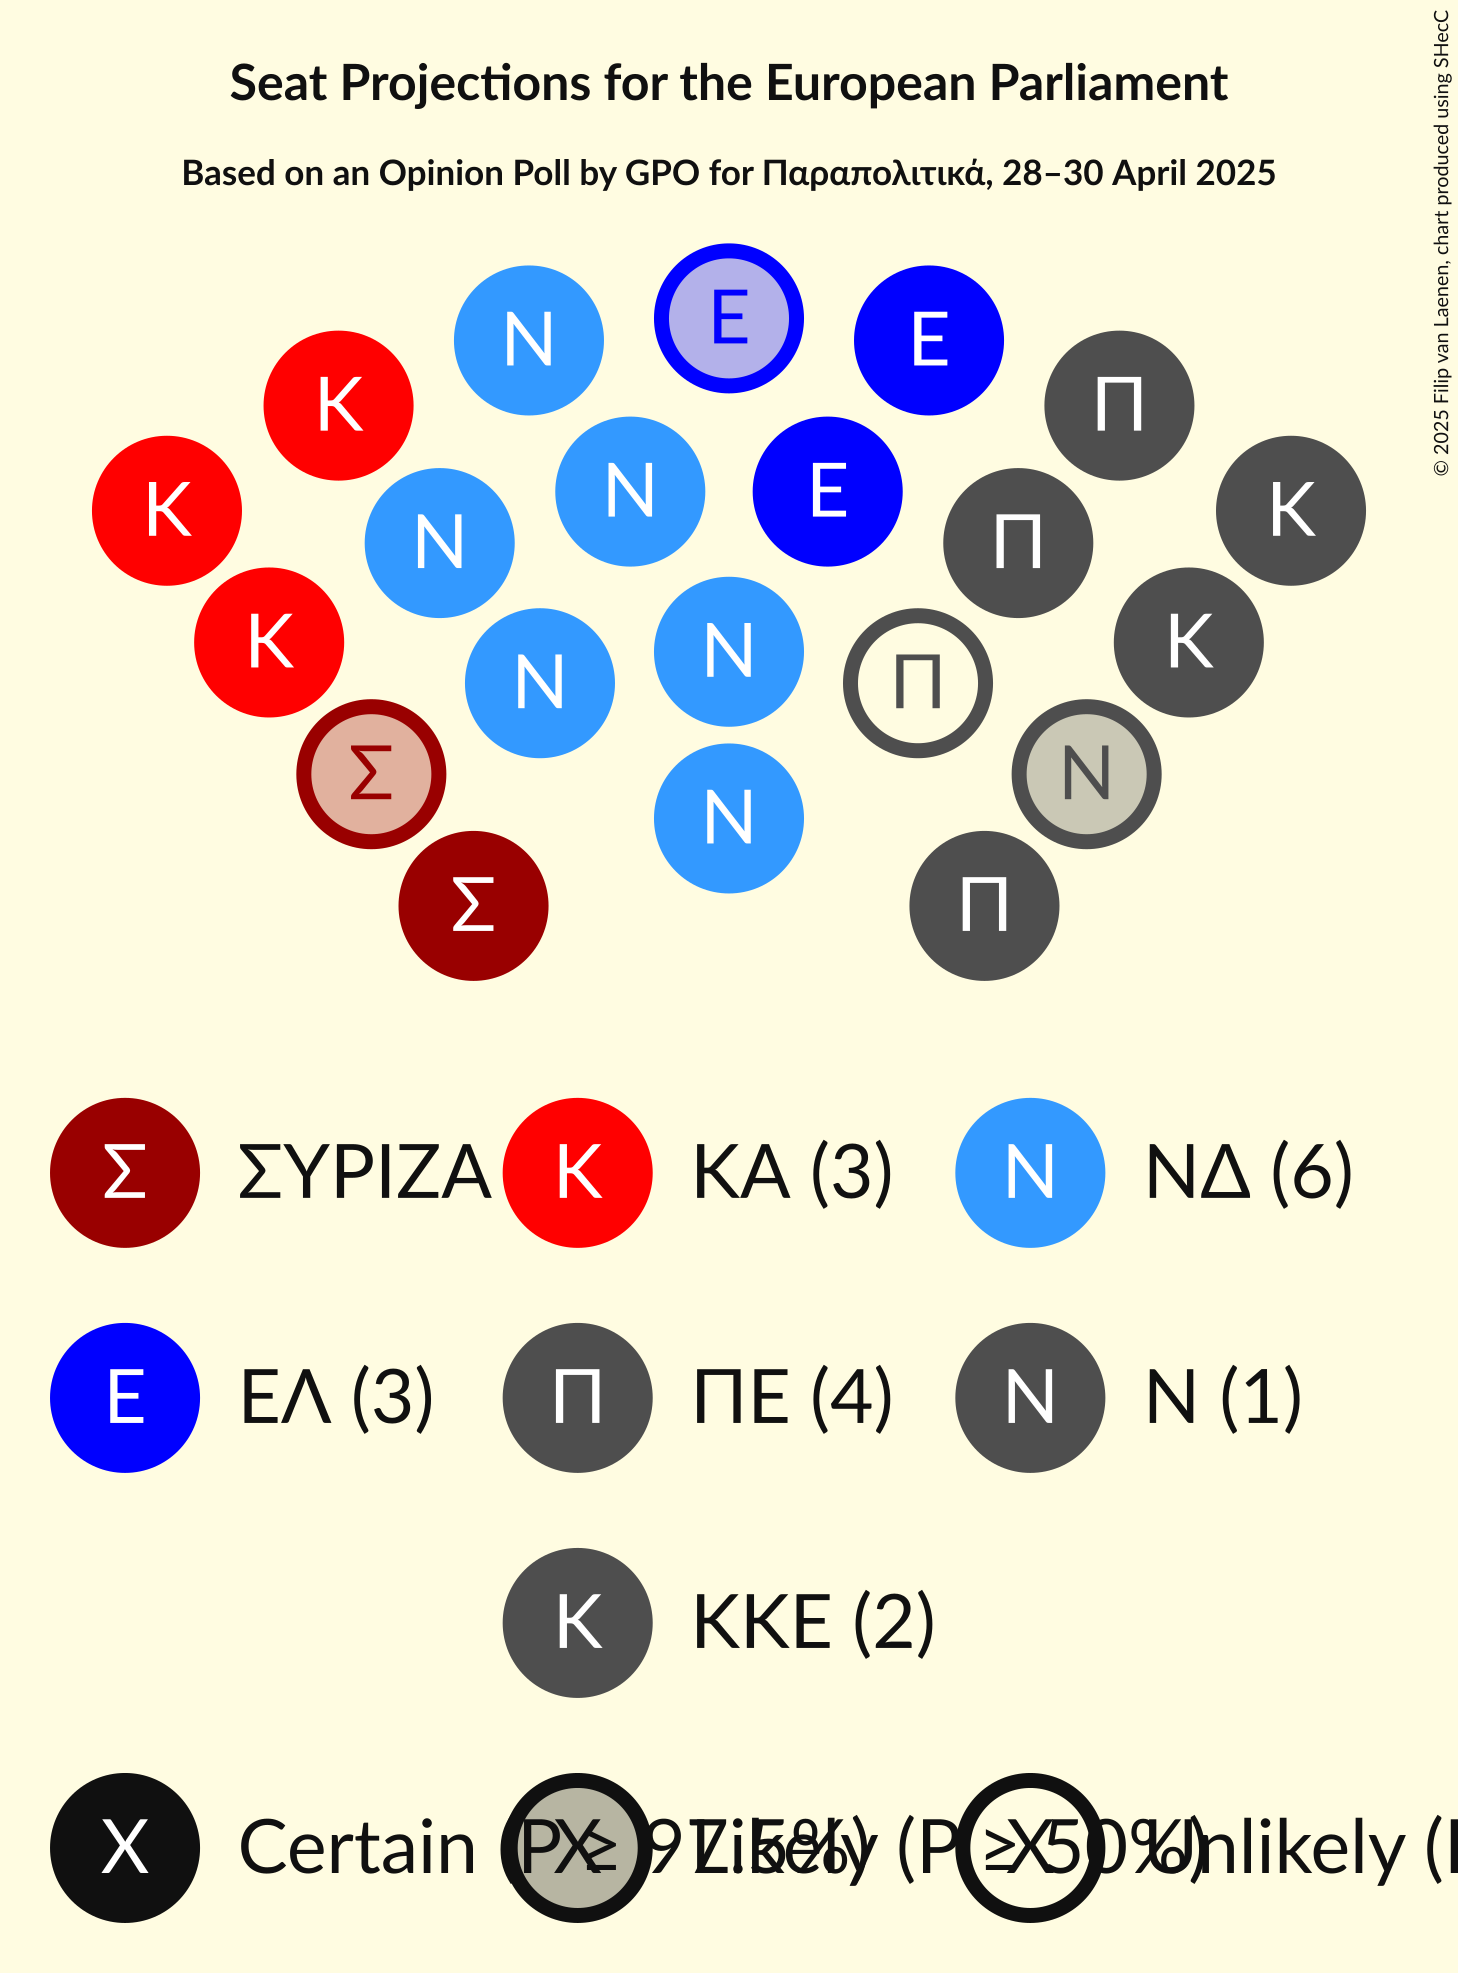 Seat Projections for the European Parliament
Based on an Opinion Poll by GPO for Παραπολιτικά, 28–30 April 2025
© 2025 Filip van Laenen, chart produced using SHecC
Ε
Ν Ε
Κ Π
Κ Ν Ε Κ
Ν Π
Κ Ν Κ
Ν Π
Σ Ν
Ν
Σ Π
Σ ΣΥΡΙΖΑ Κ ΚΑ (3) Ν ΝΔ (6)
Ε ΕΛ (3) Π ΠΕ (4) Ν Ν (1)
Κ ΚΚΕ (2)
X Certain (P ≥ 97.5%) X Likely (P ≥ 50%) X Unlikely (